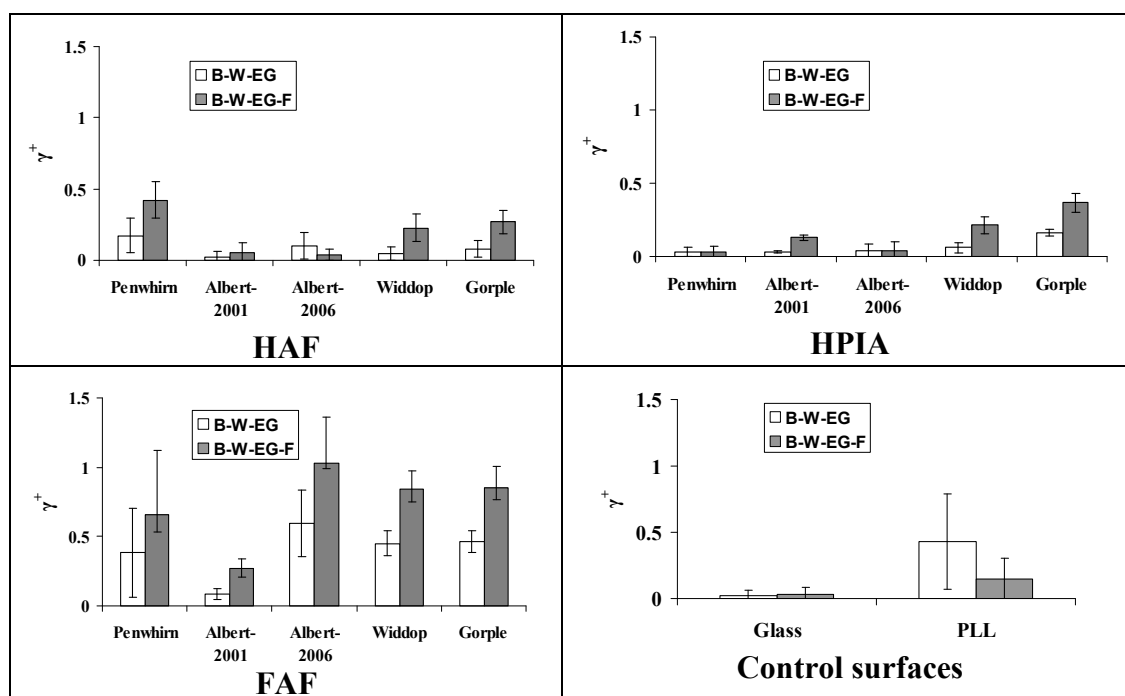 1.5
B-W-EG
B-W-EG-F
1
γ+
0.5
0
Penwhirn Albert-2001 Albert-2006 Widdop Gorple
HAF
1.5
B-W-EG
B-W-EG-F
1
γ+
0.5
0
Penwhirn Albert-2001 Albert-2006 Widdop Gorple
HPIA
1.5
B-W-EG
B-W-EG-F
1
γ+
0.5
0
Penwhirn Albert-2001 Albert-2006 Widdop Gorple
FAF
1.5
B-W-EG
B-W-EG-F
1
γ+
0.5
0
Glass PLL
Control surfaces